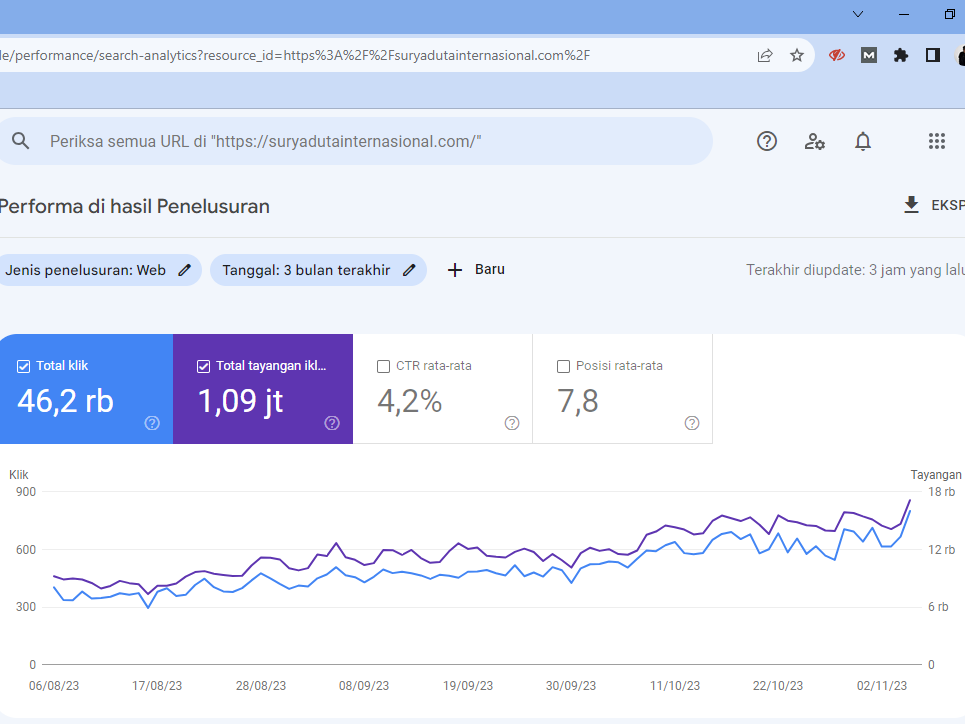 le/performance/search-analytics?resource_id=https%3A%2F%2Fsuryadutainternasional.com%2F
M
Periksa semua URL di "https://suryadutainternasional.com/"
Performa di hasil Penelusuran
EKSP
Jenis penelusuran: Web
Tanggal: 3 bulan terakhir
Baru
Terakhir diupdate: 3 jam yang lalu
Total klik
46,2 rb
Total tayangan ikl...
1,09 jt
CTR rata-rata
4,2%
Posisi rata-rata
7,8
Klik
Tayangan
900
18 rb
600
12 rb
300
6 rb
0
0
06/08/23
17/08/23
28/08/23
08/09/23
19/09/23
30/09/23
11/10/23
22/10/23
02/11/23